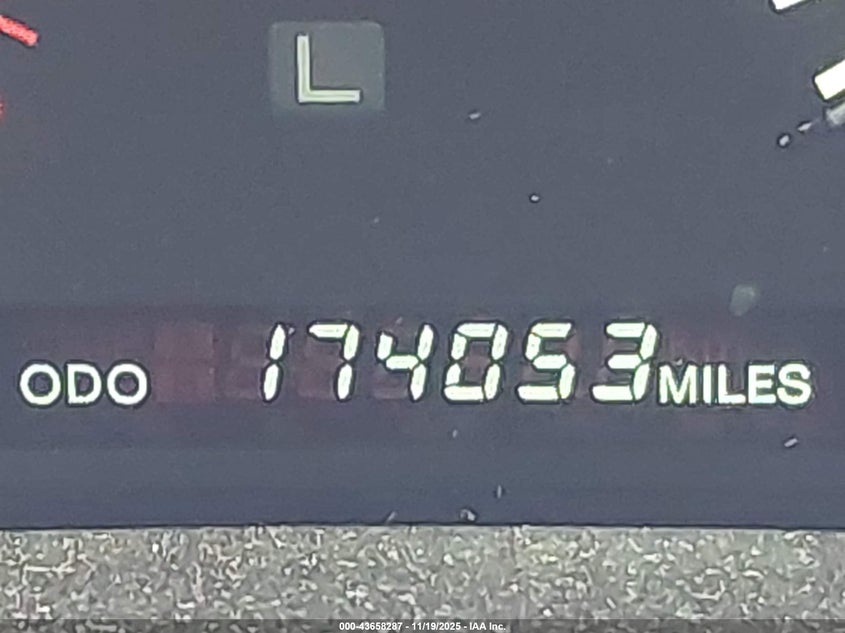 L
ODO 174053 MILES
000-43658287 - 11/19/2025 - IAA Inc.